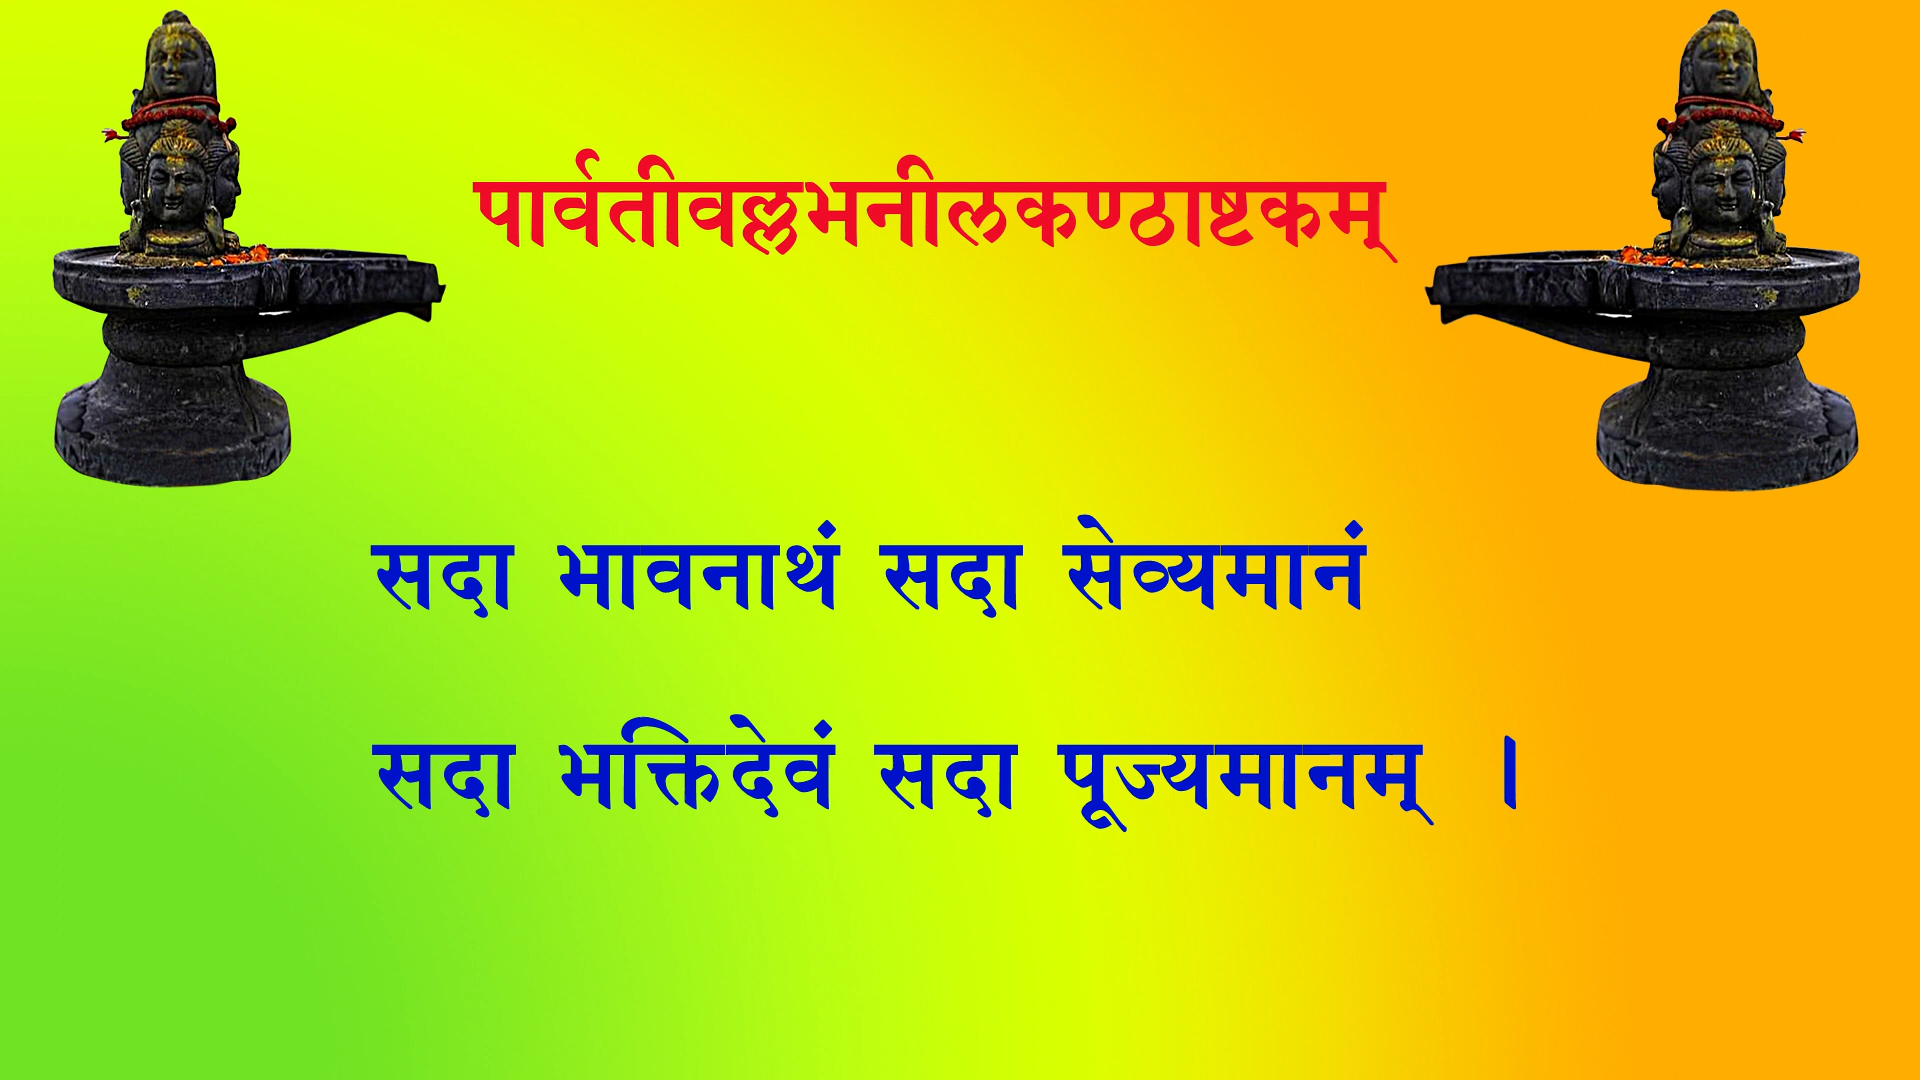 पार्वतीवल्लभनीलकण्ठाष्टकम्
सदा भावनाथं सदा सेव्यमानं
सदा भक्तिदेवं सदा पूज्यमानम् ।